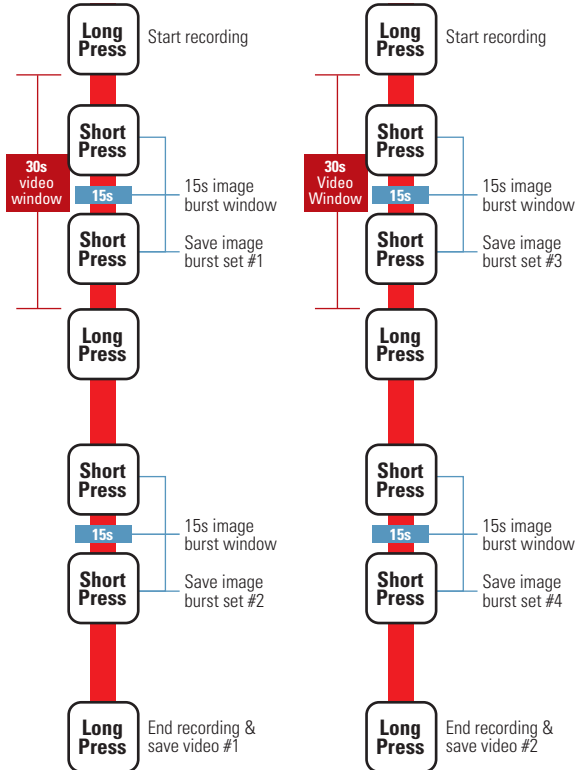 Long
Press
Start recording
30s
video
window
Short
Press
15s
15s image
burst window
Short
Press
Save image
burst set #1
Long
Press
Short
Press
15s
15s image
burst window
Short
Press
Save image
burst set #2
Long
Press
End recording &
save video #1
Long
Press
Start recording
30s
Video
Window
Short
Press
15s
15s image
burst window
Short
Press
Save image
burst set #3
Long
Press
Short
Press
15s
15s image
burst window
Short
Press
Save image
burst set #4
Long
Press
End recording &
save video #2